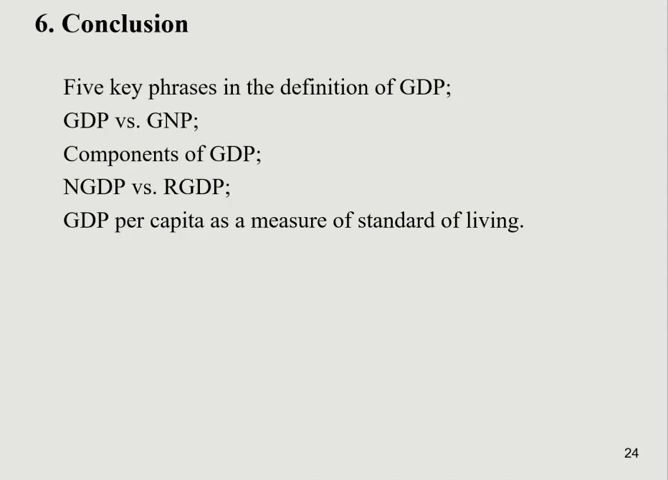 6. Conclusion
Five key phrases in the definition of GDP;
GDP vs. GNP;
Components of GDP;
NGDP vs. RGDP;
GDP per capita as a measure of standard of living.
24